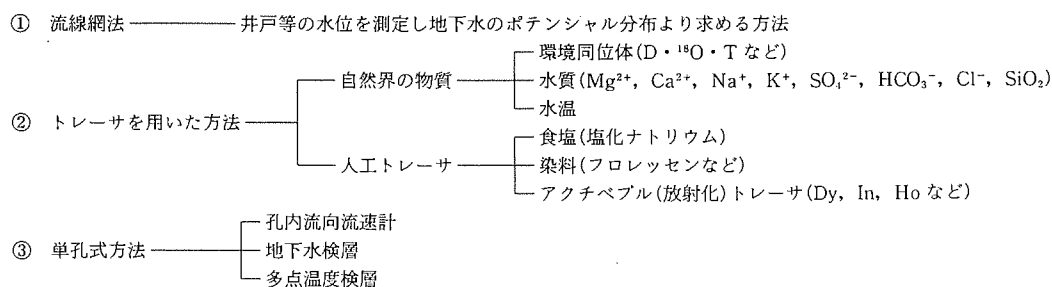 ① 流線網法 井戸等の水位を測定し地下水のポテンシャル分布より求める方法
環境同位体(D・¹⁸O・T など)
自然界の物質 水質(Mg²⁺, Ca²⁺, Na⁺, K⁺, SO₄²⁻, HCO₃⁻, Cl⁻, SiO₂)
水温
② トレーサを用いた方法
食塩(塩化ナトリウム)
人工トレーサ 染料(フロレッセンなど)
アクチベブル(放射化)トレーサ(Dy, In, Ho など)
孔内流向流速計
③ 単孔式方法 地下水検層
多点温度検層